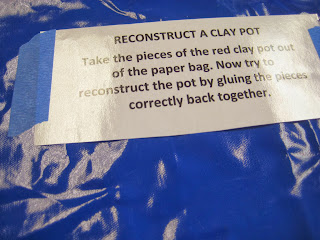 RECONSTRUCT A CLAY POT
Take the pieces of the red clay pot out
of the paper bag. Now try to
reconstruct the pot by gluing the pieces
correctly back together.